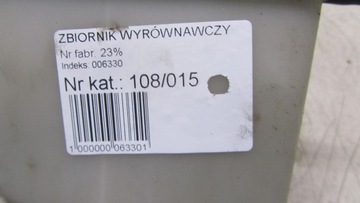 ZBIORNIK WYRÓWNAWCZY
Nr fabr. 23%
Indeks: 006330
Nr kat.: 108/015
1 000000 063301